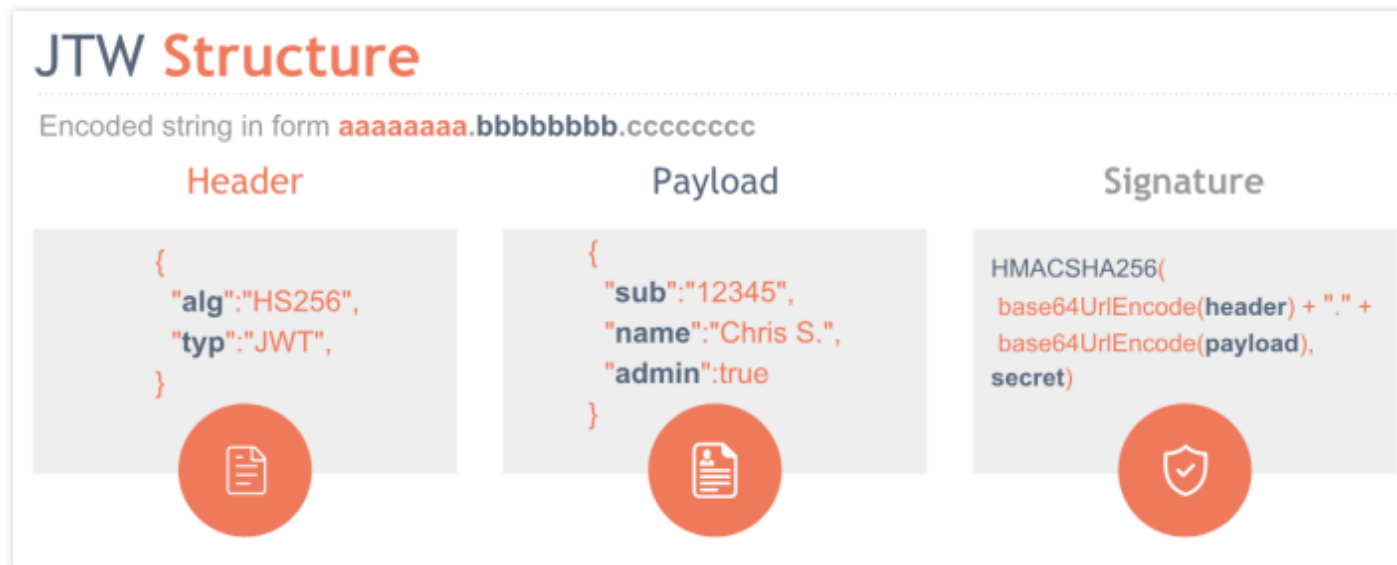 JTW Structure
Encoded string in form aaaaaaaa.bbbbbbbb.cccccccc
Header
{
"alg":"HS256",
"typ":"JWT",
}
Payload
{
"sub":"12345",
"name":"Chris S.",
"admin":true
}
Signature
HMACSHA256(
base64UrlEncode(header) + "." +
base64UrlEncode(payload),
secret)